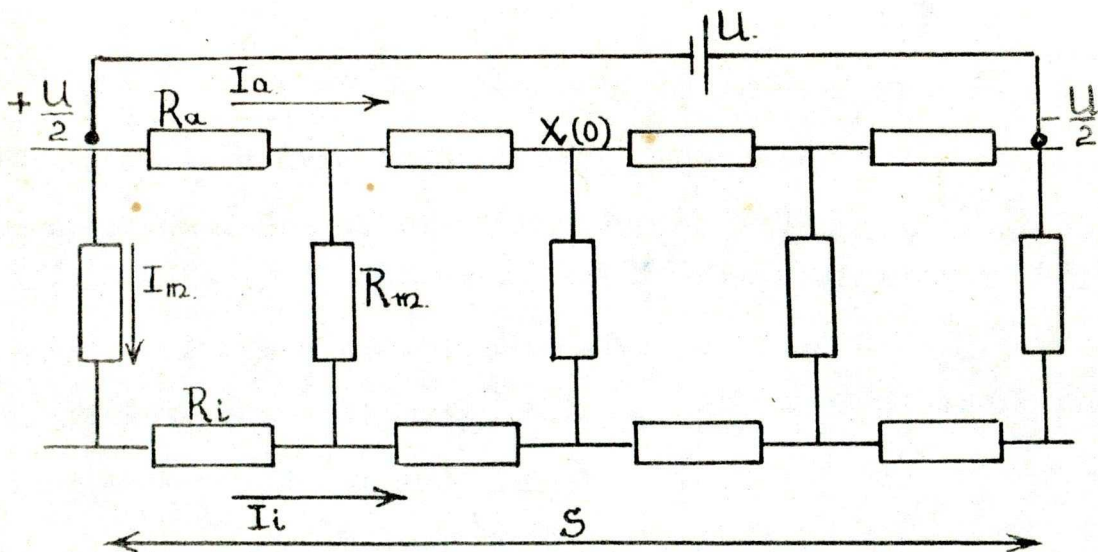 U.
+ U/2
Ia
Ra
X(0)
- U/2
Im.
Rm.
Ri
Ii
S